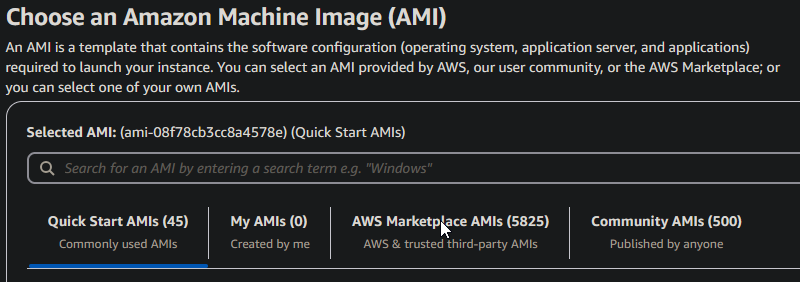 Choose an Amazon Machine Image (AMI)
An AMI is a template that contains the software configuration (operating system, application server, and applications)
required to launch your instance. You can select an AMI provided by AWS, our user community, or the AWS Marketplace; or
you can select one of your own AMIs.
Selected AMI: (ami-08f78cb3cc8a4578e) (Quick Start AMIs)
Search for an AMI by entering a search term e.g. "Windows"
Quick Start AMIs (45)
Commonly used AMIs
My AMIs (0)
Created by me
AWS Marketplace AMIs (5825)
AWS & trusted third-party AMIs
Community AMIs (500)
Published by anyone